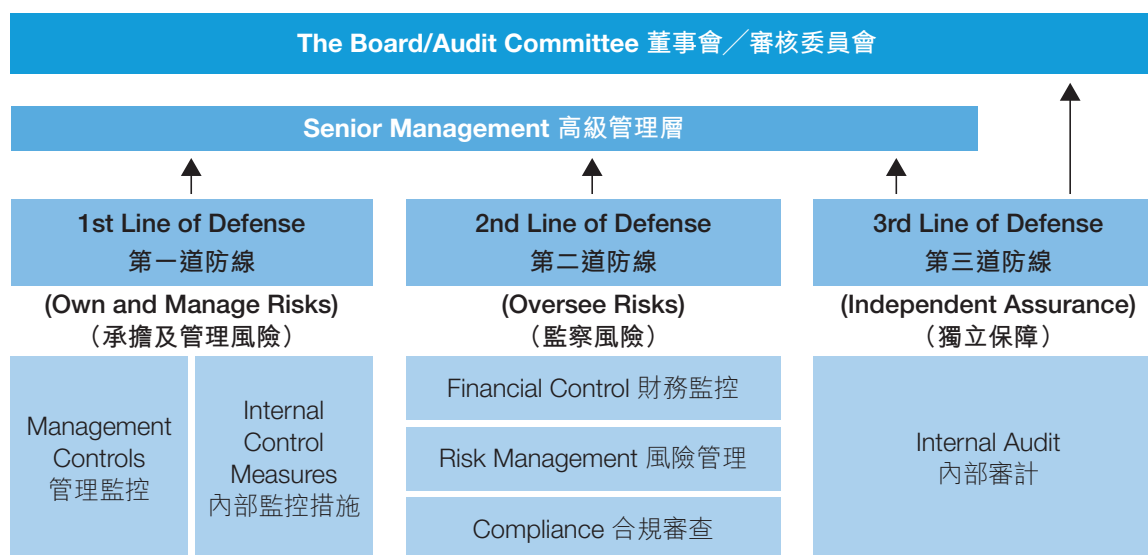 The Board/Audit Committee 董事會╱審核委員會
Senior Management 高級管理層
1st Line of Defense
第一道防線
(Own and Manage Risks)
（承擔及管理風險）
Management
Controls
管理監控
Internal
Control
Measures
內部監控措施
2nd Line of Defense
第二道防線
(Oversee Risks)
（監察風險）
Financial Control 財務監控
Risk Management 風險管理
Compliance 合規審查
3rd Line of Defense
第三道防線
(Independent Assurance)
（獨立保障）
Internal Audit
內部審計